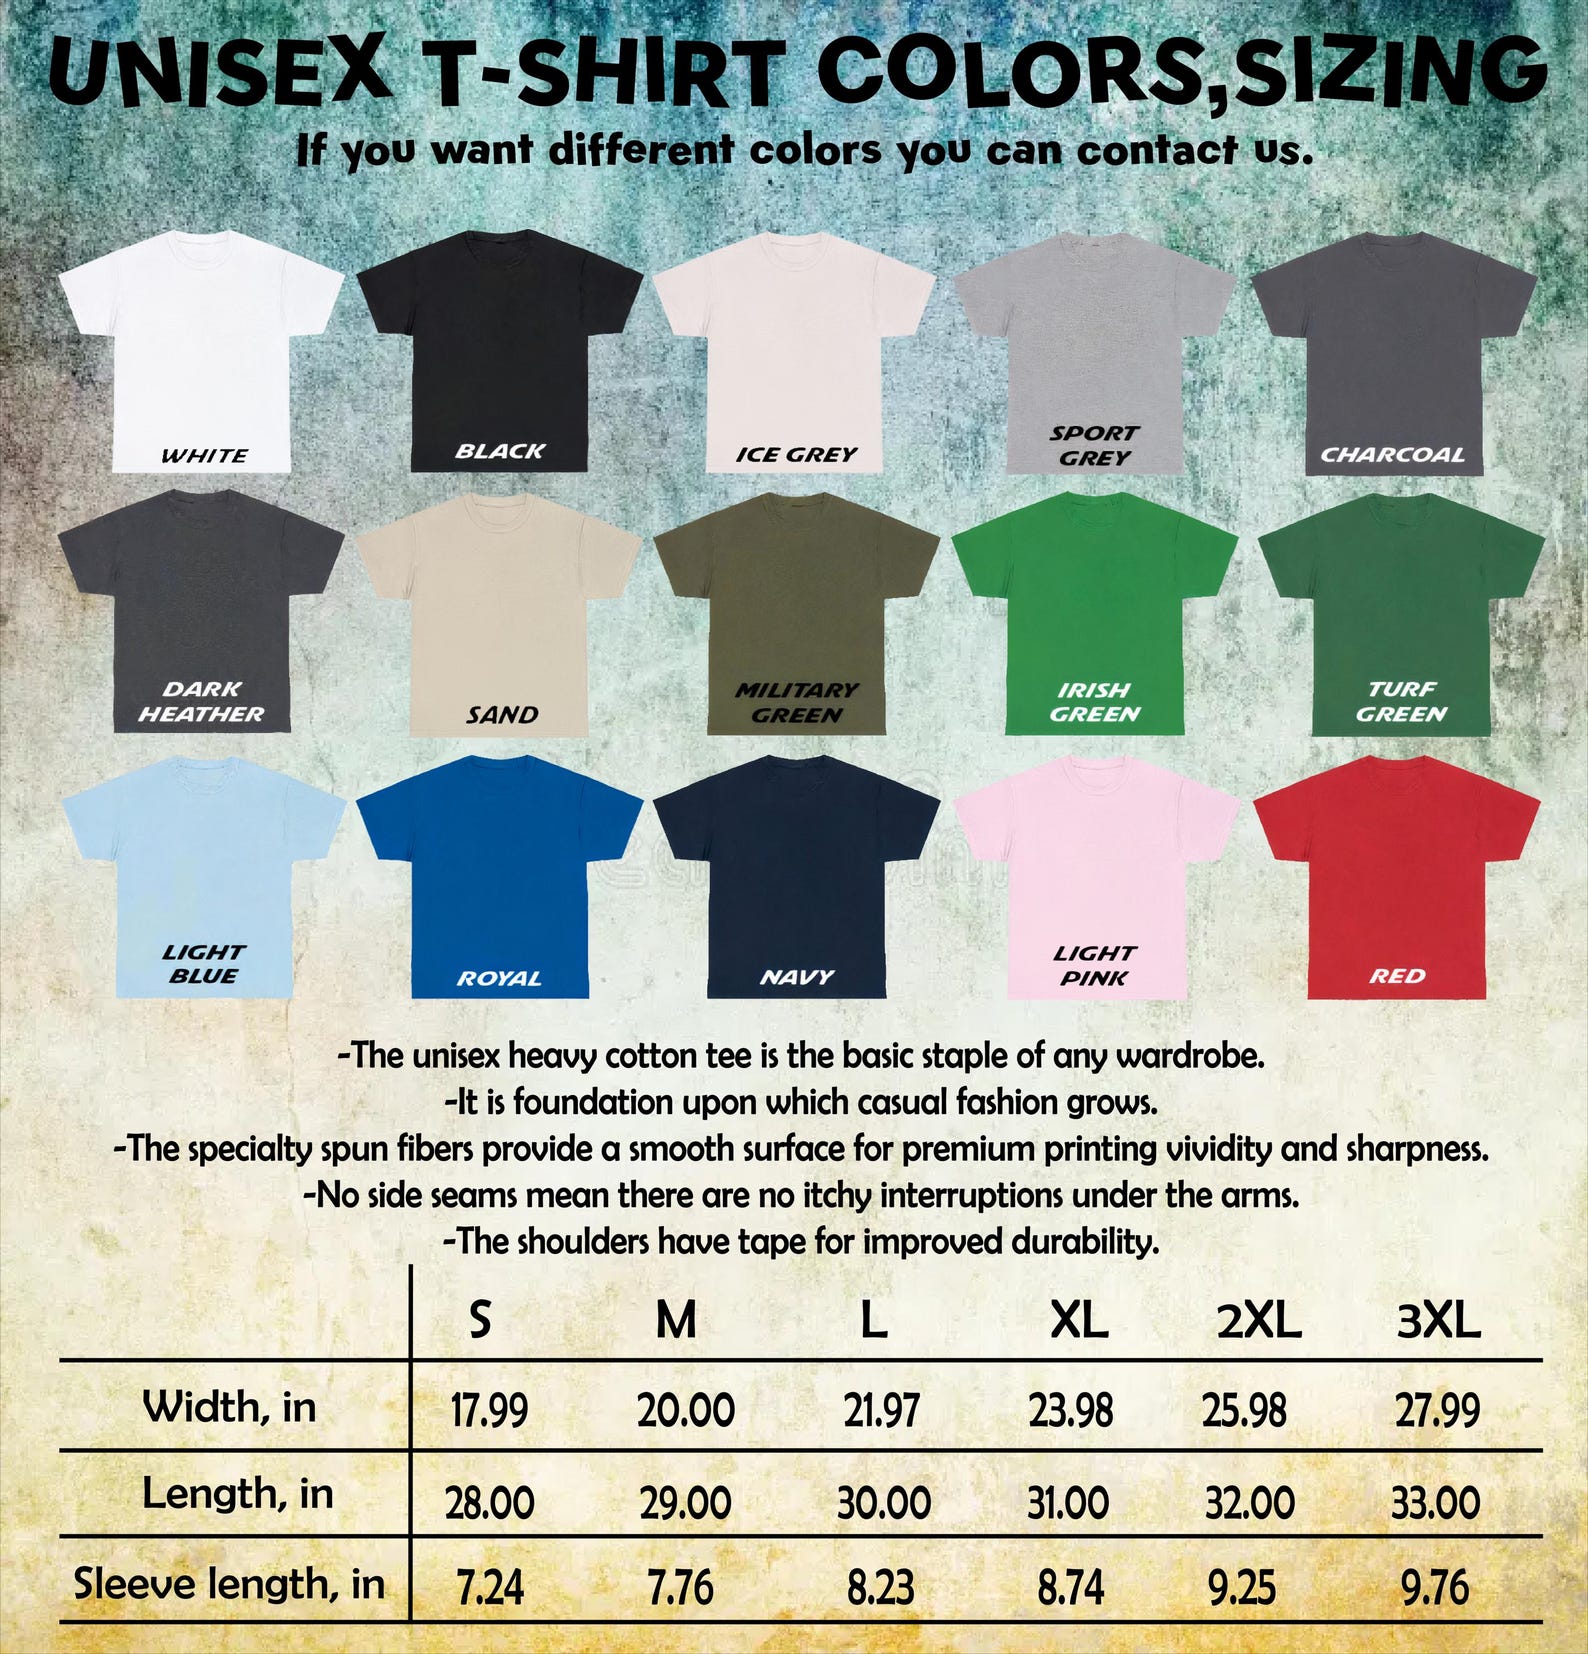 UNISEX T-SHIRT COLORS,SIZING
If you want different colors you can contact us.
WHITE
BLACK
ICE GREY
SPORT
GREY
CHARCOAL
DARK
HEATHER
SAND
MILITARY
GREEN
IRISH
GREEN
TURF
GREEN
LIGHT
BLUE
ROYAL
NAVY
LIGHT
PINK
RED
-The unisex heavy cotton tee is the basic staple of any wardrobe.
-It is foundation upon which casual fashion grows.
-The specialty spun fibers provide a smooth surface for premium printing vividity and sharpness.
-No side seams mean there are no itchy interruptions under the arms.
-The shoulders have tape for improved durability.
S M L XL 2XL 3XL
Width, in 17.99 20.00 21.97 23.98 25.98 27.99
Length, in 28.00 29.00 30.00 31.00 32.00 33.00
Sleeve length, in 7.24 7.76 8.23 8.74 9.25 9.76